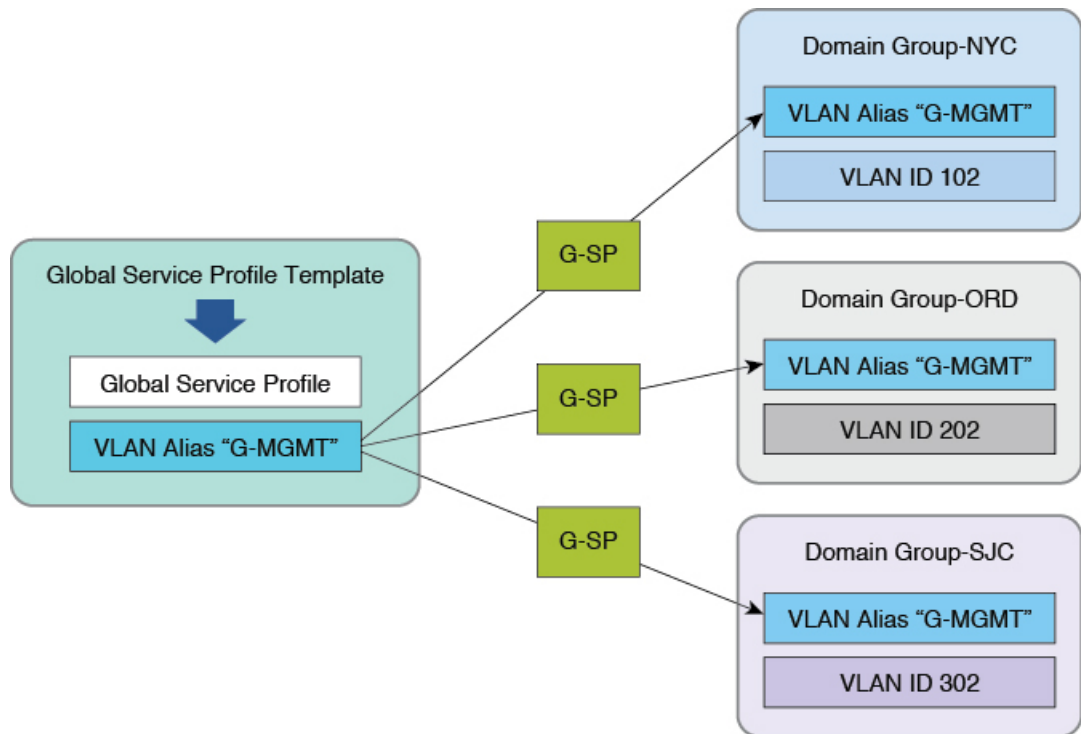 Global Service Profile Template
Global Service Profile
VLAN Alias “G-MGMT”
G-SP
G-SP
G-SP
Domain Group-NYC
VLAN Alias “G-MGMT”
VLAN ID 102
Domain Group-ORD
VLAN Alias “G-MGMT”
VLAN ID 202
Domain Group-SJC
VLAN Alias “G-MGMT”
VLAN ID 302